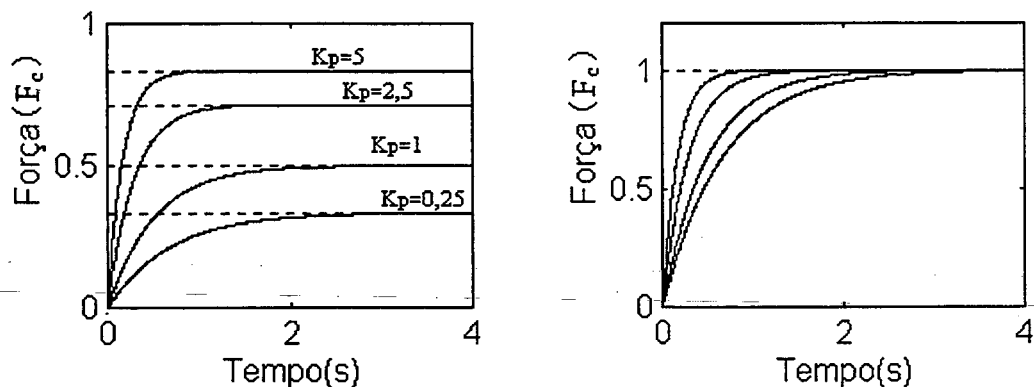 1
Kp=5
Kp=2,5
0.5
Kp=1
Kp=0,25
0
0 2 4
Força(Fc)
Tempo(s)
1
0.5
0
0 2 4
Força(Fc)
Tempo(s)